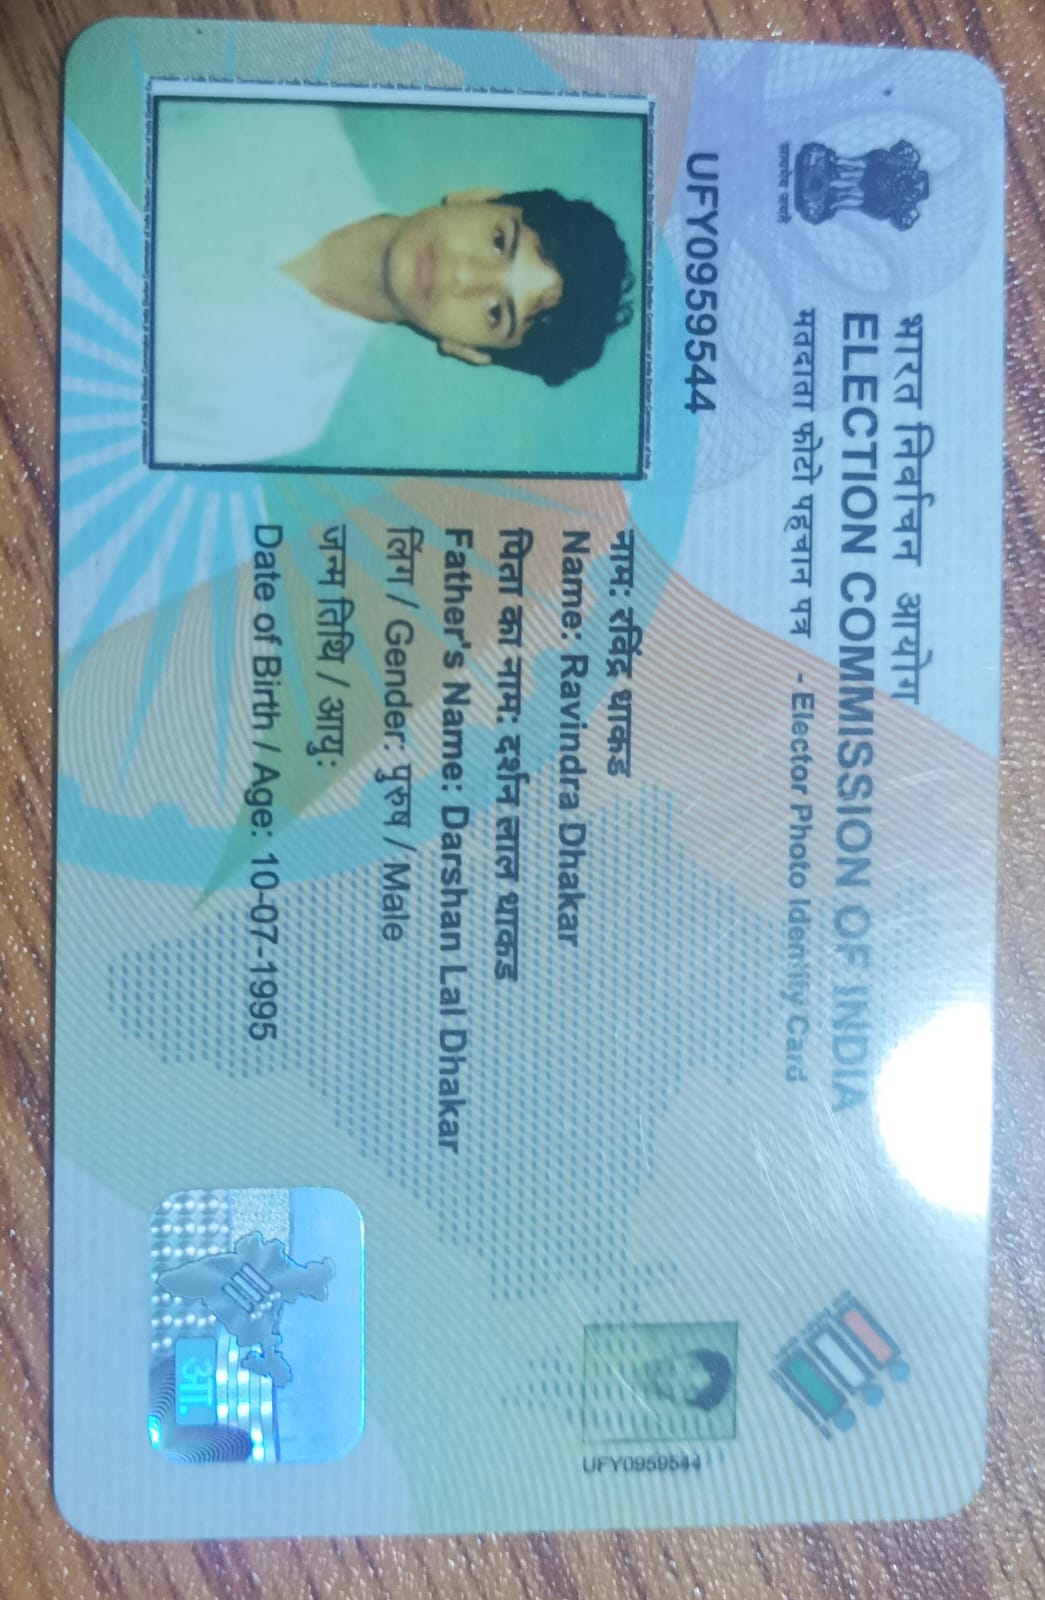 भारत निर्वाचन आयोग
ELECTION COMMISSION OF INDIA
मतदाता फोटो पहचान पत्र - Elector Photo Identity Card
सत्यमेव जयते
UFY0959544
नाम: रविंद्र धाकड
Name: Ravindra Dhakar
पिता का नाम: दर्शन लाल धाकड
Father's Name: Darshan Lal Dhakar
लिंग / Gender: पुरुष / Male
जन्म तिथि / आयु:
Date of Birth / Age: 10-07-1995
UFY0959544